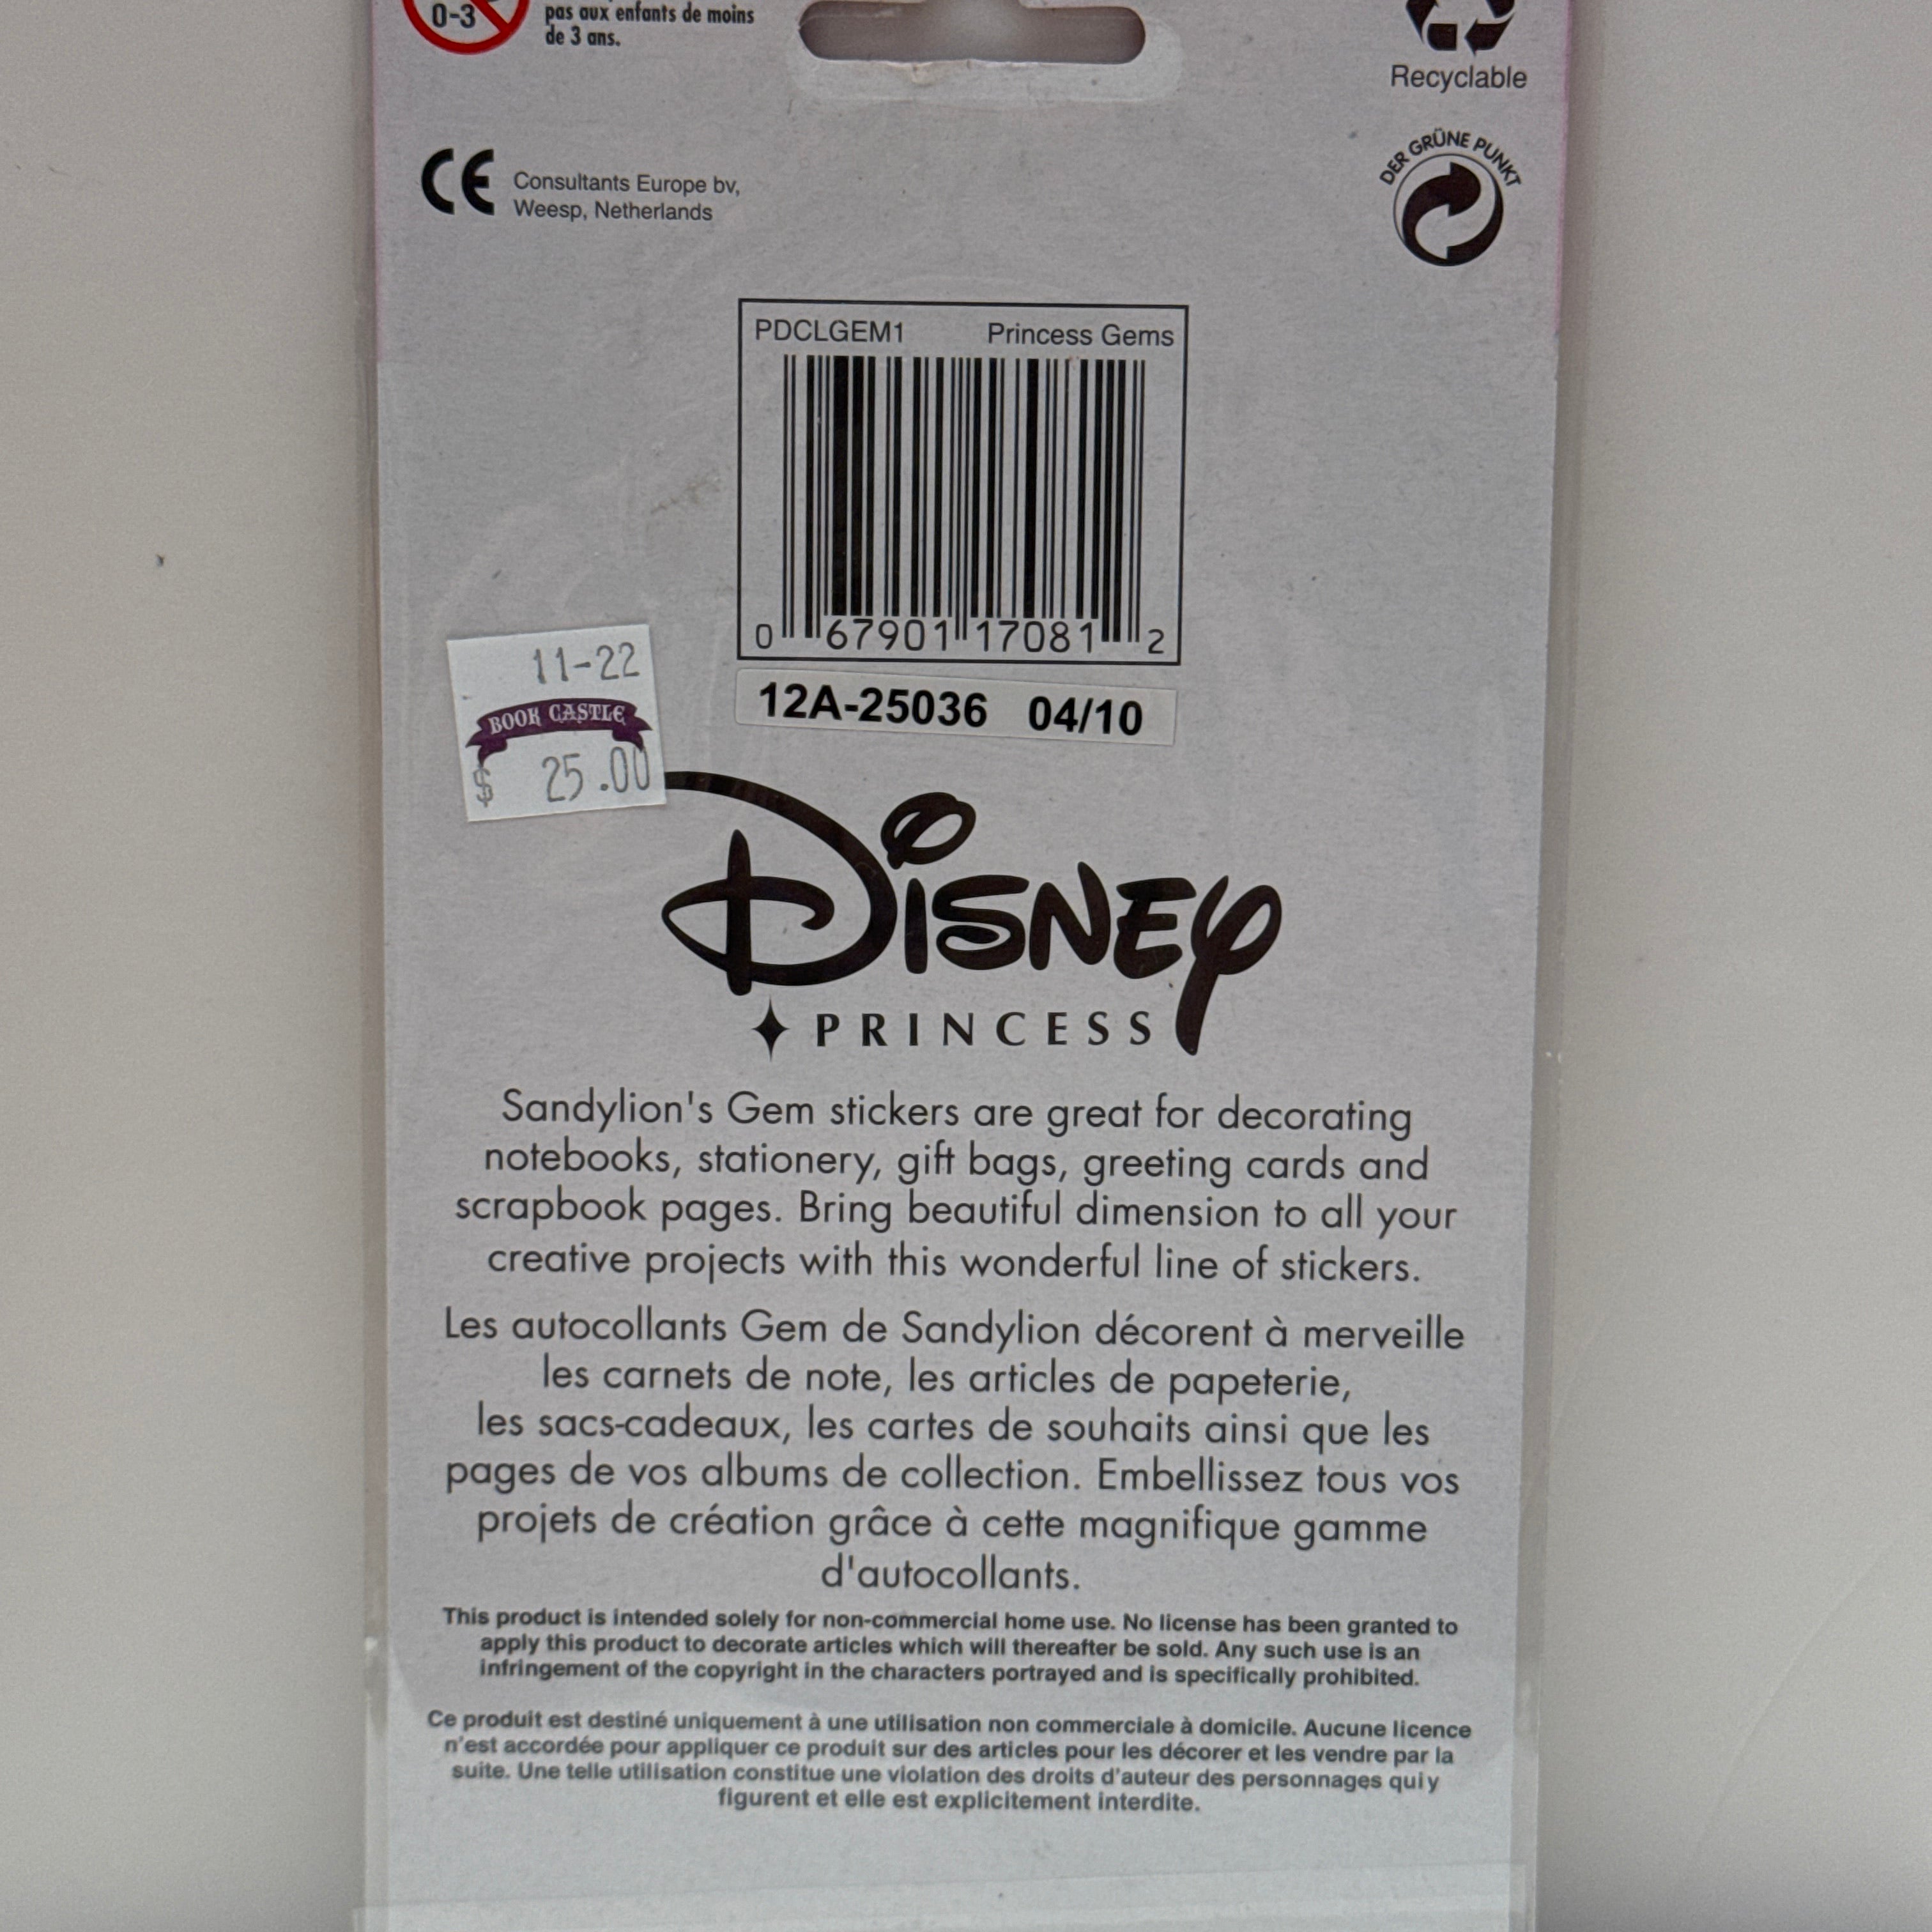 0-3
pas aux enfants de moins
de 3 ans.
Recyclable
CE
Consultants Europe bv,
Weesp, Netherlands
DER GRÜNE PUNKT
PDCLGEM1 Princess Gems
0 67901 17081 2
12A-25036 04/10
11-22
BOOK CASTLE
$ 25.00
Disney
PRINCESS
Sandylion's Gem stickers are great for decorating
notebooks, stationery, gift bags, greeting cards and
scrapbook pages. Bring beautiful dimension to all your
creative projects with this wonderful line of stickers.
Les autocollants Gem de Sandylion décorent à merveille
les carnets de note, les articles de papeterie,
les sacs-cadeaux, les cartes de souhaits ainsi que les
pages de vos albums de collection. Embellissez tous vos
projets de création grâce à cette magnifique gamme
d'autocollants.
This product is intended solely for non-commercial home use. No license has been granted to
apply this product to decorate articles which will thereafter be sold. Any such use is an
infringement of the copyright in the characters portrayed and is specifically prohibited.
Ce produit est destiné uniquement à une utilisation non commerciale à domicile. Aucune licence
n'est accordée pour appliquer ce produit sur des articles pour les décorer et les vendre par la
suite. Une telle utilisation constitue une violation des droits d'auteur des personnages qui y
figurent et elle est explicitement interdite.